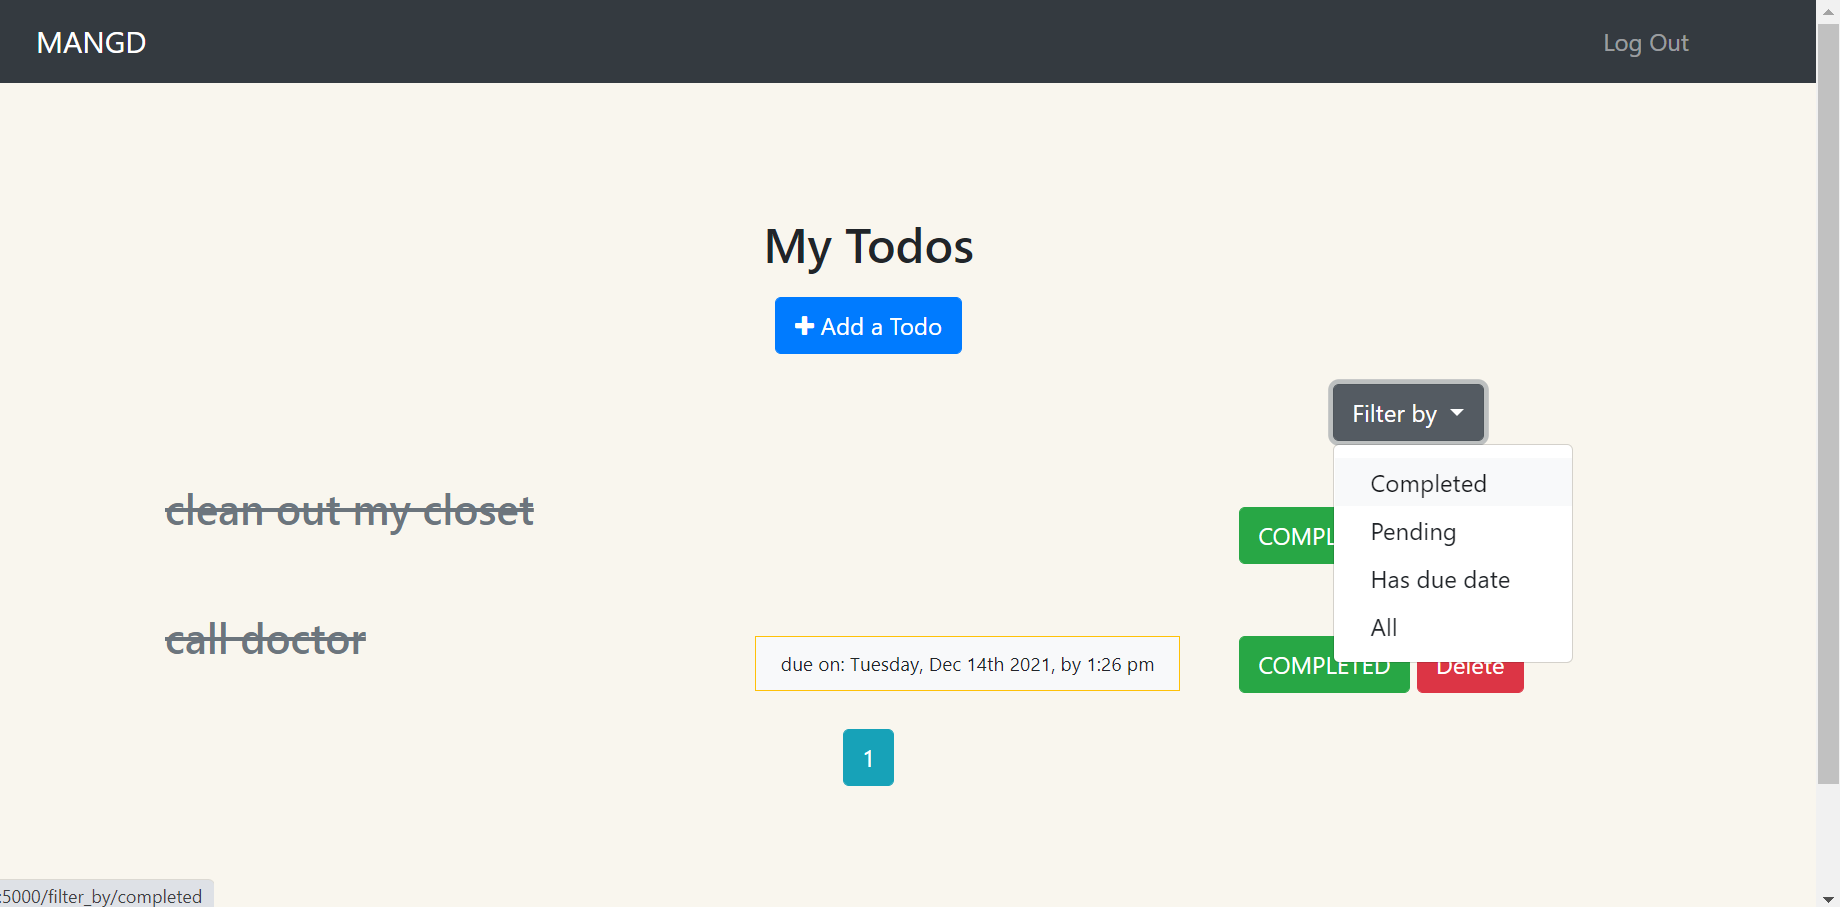 MANGD
Log Out
My Todos
Add a Todo
Filter by
Completed
Pending
Has due date
All
clean out my closet
COMPL
call doctor
due on: Tuesday, Dec 14th 2021, by 1:26 pm
COMPLETED
Delete
1
:5000/filter_by/completed